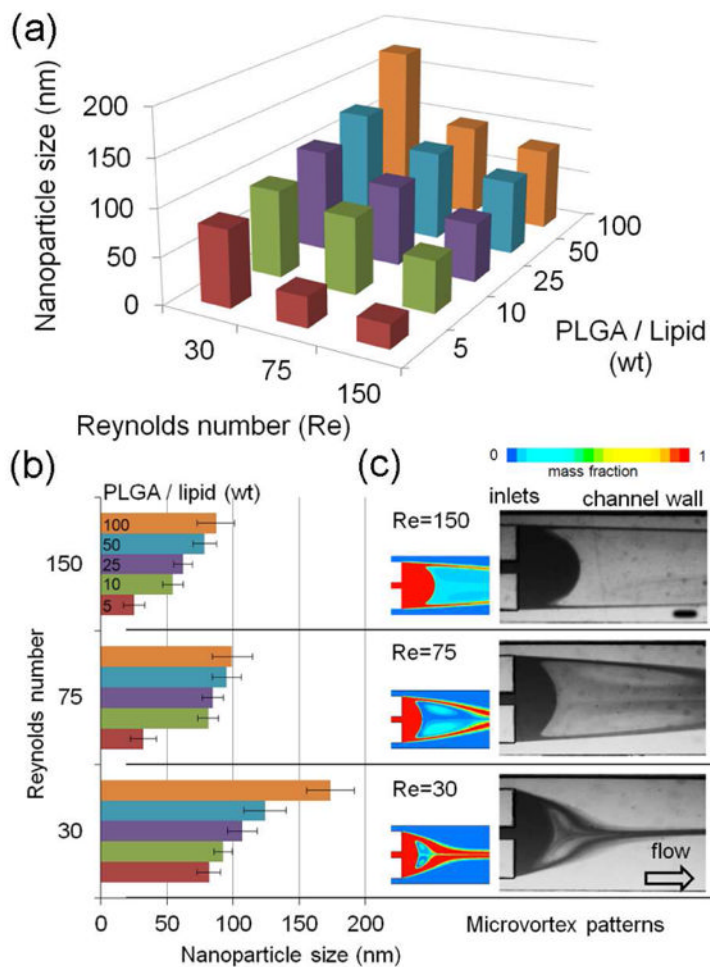 (a)
Nanoparticle size (nm)
200
150
100
50
0
30
75
150
Reynolds number (Re)
5
10
25
50
100
PLGA / Lipid
(wt)
(b)
PLGA / lipid (wt)
150
100
50
25
10
5
75
30
Reynolds number
0 50 100 150 200
Nanoparticle size (nm)
(c)
0 1
mass fraction
inlets channel wall
Re=150
Re=75
Re=30
flow
Microvortex patterns